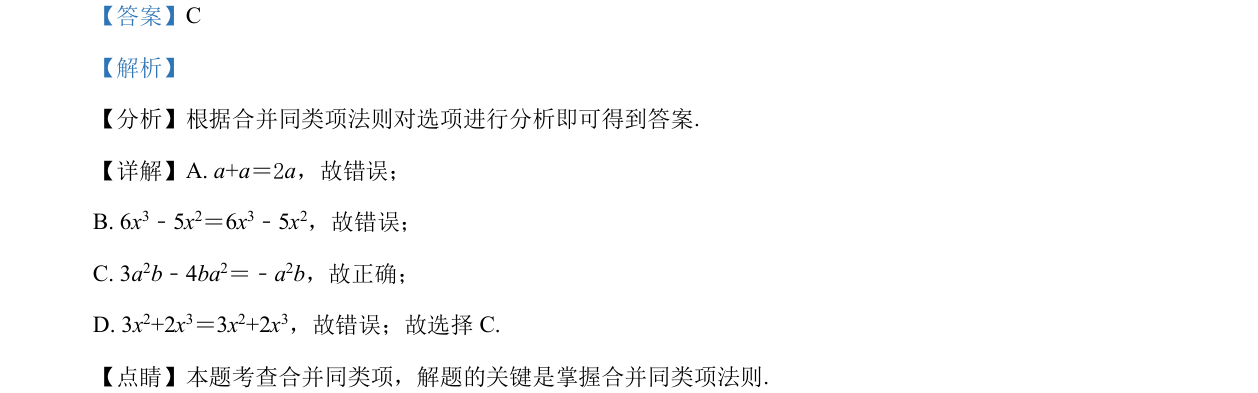 【答案】C
【解析】
【分析】根据合并同类项法则对选项进行分析即可得到答案.
【详解】A. a+a＝2a，故错误；
B. 6x³﹣5x²＝6x³﹣5x²，故错误；
C. 3a²b﹣4ba²＝﹣a²b，故正确；
D. 3x²+2x³＝3x²+2x³，故错误；故选择 C.
【点睛】本题考查合并同类项，解题的关键是掌握合并同类项法则.